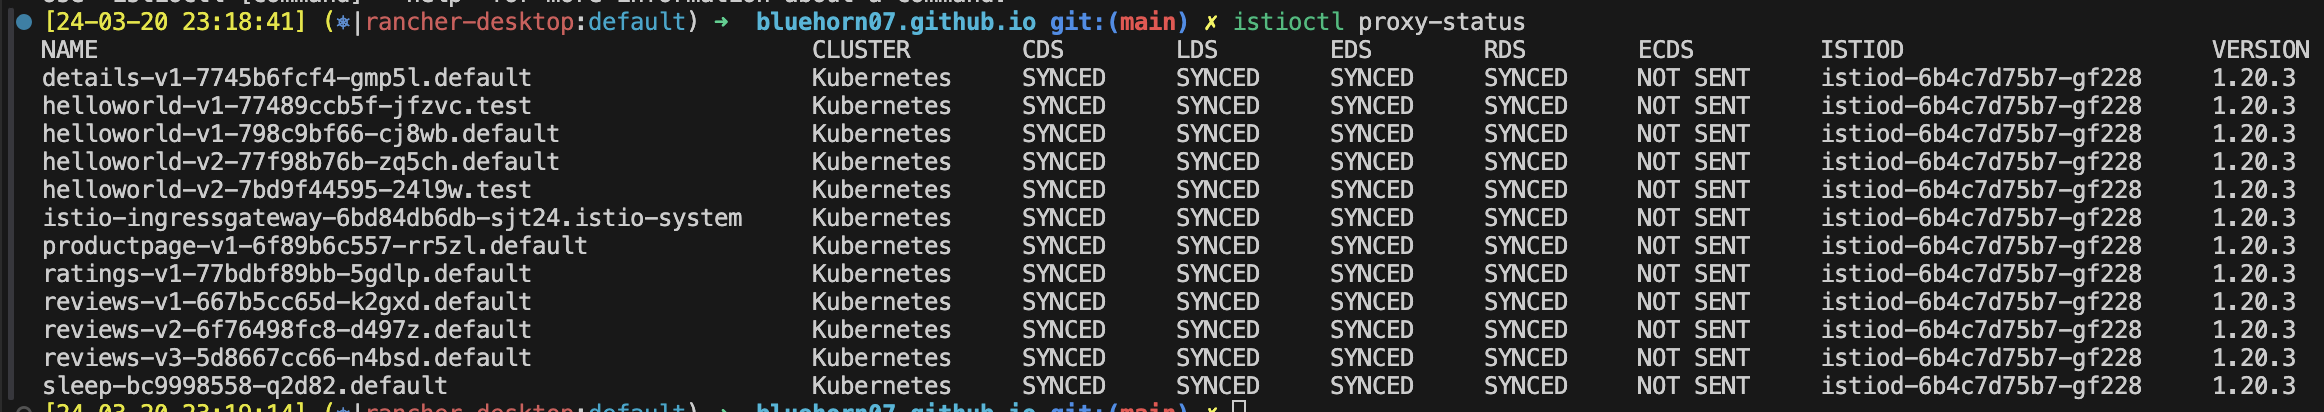 [24-03-20 23:18:41] (⎈|rancher-desktop:default) ➜ bluehorn07.github.io git:(main) ✗ istioctl proxy-status
NAME CLUSTER CDS LDS EDS RDS ECDS ISTIOD VERSION
details-v1-7745b6fcf4-gmp5l.default Kubernetes SYNCED SYNCED SYNCED SYNCED NOT SENT istiod-6b4c7d75b7-gf228 1.20.3
helloworld-v1-77489ccb5f-jfzvc.test Kubernetes SYNCED SYNCED SYNCED SYNCED NOT SENT istiod-6b4c7d75b7-gf228 1.20.3
helloworld-v1-798c9bf66-cj8wb.default Kubernetes SYNCED SYNCED SYNCED SYNCED NOT SENT istiod-6b4c7d75b7-gf228 1.20.3
helloworld-v2-77f98b76b-zq5ch.default Kubernetes SYNCED SYNCED SYNCED SYNCED NOT SENT istiod-6b4c7d75b7-gf228 1.20.3
helloworld-v2-7bd9f44595-24l9w.test Kubernetes SYNCED SYNCED SYNCED SYNCED NOT SENT istiod-6b4c7d75b7-gf228 1.20.3
istio-ingressgateway-6bd84db6db-sjt24.istio-system Kubernetes SYNCED SYNCED SYNCED SYNCED NOT SENT istiod-6b4c7d75b7-gf228 1.20.3
productpage-v1-6f89b6c557-rr5zl.default Kubernetes SYNCED SYNCED SYNCED SYNCED NOT SENT istiod-6b4c7d75b7-gf228 1.20.3
ratings-v1-77bdbf89bb-5gdlp.default Kubernetes SYNCED SYNCED SYNCED SYNCED NOT SENT istiod-6b4c7d75b7-gf228 1.20.3
reviews-v1-667b5cc65d-k2gxd.default Kubernetes SYNCED SYNCED SYNCED SYNCED NOT SENT istiod-6b4c7d75b7-gf228 1.20.3
reviews-v2-6f76498fc8-d497z.default Kubernetes SYNCED SYNCED SYNCED SYNCED NOT SENT istiod-6b4c7d75b7-gf228 1.20.3
reviews-v3-5d8667cc66-n4bsd.default Kubernetes SYNCED SYNCED SYNCED SYNCED NOT SENT istiod-6b4c7d75b7-gf228 1.20.3
sleep-bc9998558-q2d82.default Kubernetes SYNCED SYNCED SYNCED SYNCED NOT SENT istiod-6b4c7d75b7-gf228 1.20.3
[24-03-20 23:19:14] (⎈|rancher-desktop:default) ➜ bluehorn07.github.io git:(main) ✗